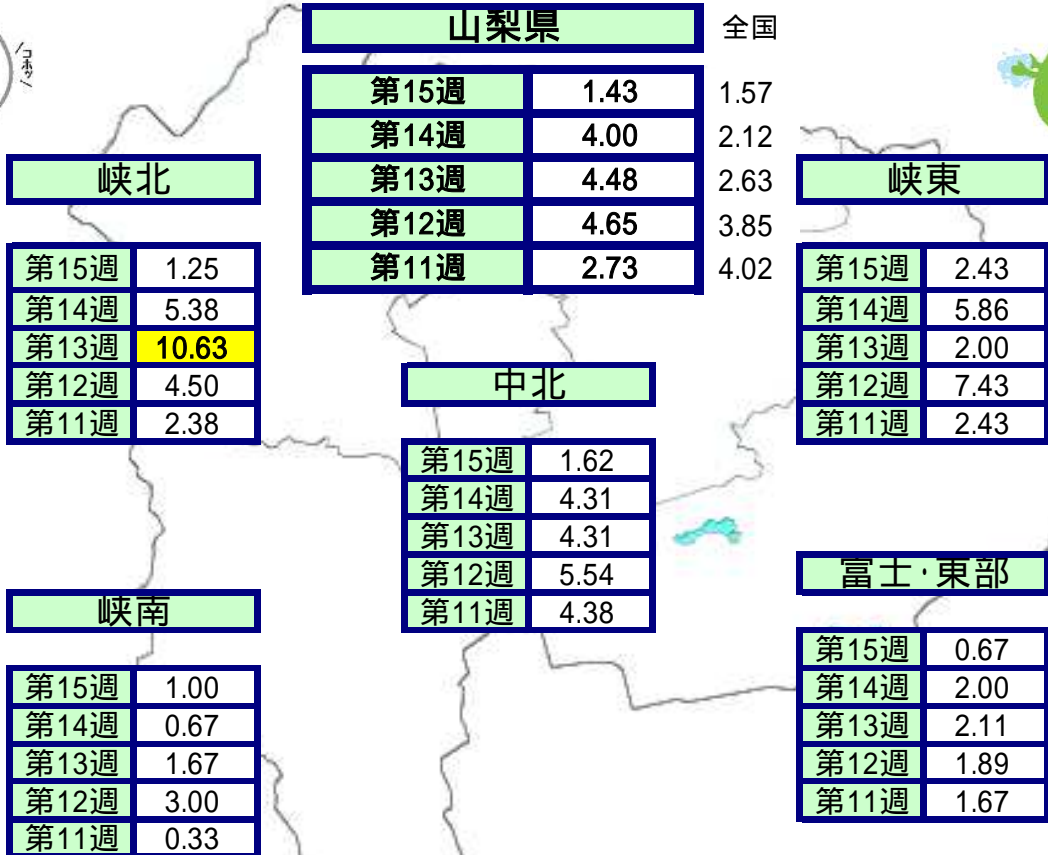 山梨県 全国
第15週 1.43 1.57
第14週 4.00 2.12
第13週 4.48 2.63
第12週 4.65 3.85
第11週 2.73 4.02
コホッ
峡北
第15週 1.25
第14週 5.38
第13週 10.63
第12週 4.50
第11週 2.38
峡東
第15週 2.43
第14週 5.86
第13週 2.00
第12週 7.43
第11週 2.43
中北
第15週 1.62
第14週 4.31
第13週 4.31
第12週 5.54
第11週 4.38
峡南
第15週 1.00
第14週 0.67
第13週 1.67
第12週 3.00
第11週 0.33
富士・東部
第15週 0.67
第14週 2.00
第13週 2.11
第12週 1.89
第11週 1.67